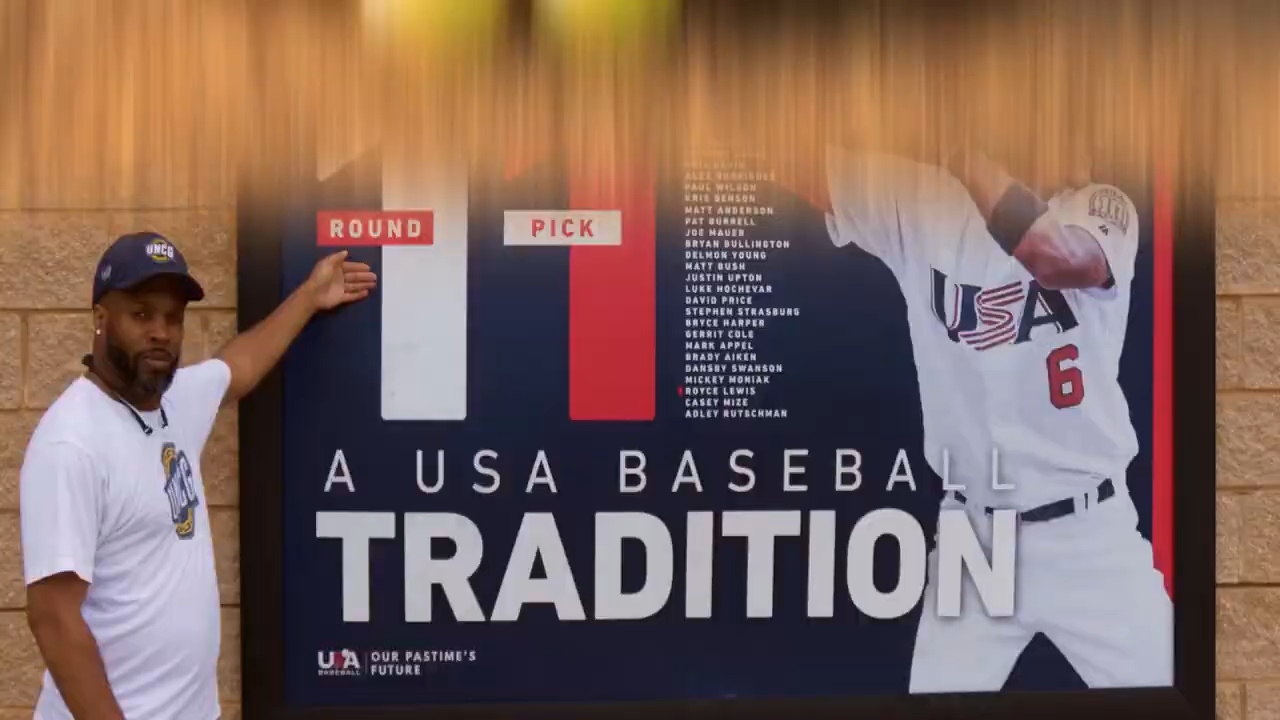 1 1
ROUND PICK
ALEX RODRIGUEZ
PAUL WILSON
KRIS BENSON
MATT ANDERSON
PAT BURRELL
JOE MAUER
BRYAN BULLINGTON
DELMON YOUNG
MATT BUSH
JUSTIN UPTON
LUKE HOCHEVAR
DAVID PRICE
STEPHEN STRASBURG
BRYCE HARPER
GERRIT COLE
MARK APPEL
BRADY AIKEN
DANSBY SWANSON
MICKEY MONIAK
ROYCE LEWIS
CASEY MIZE
ADLEY RUTSCHMAN
UNCG
UNCG
USA
6
A USA BASEBALL
TRADITION
USA
BASEBALL
OUR PASTIME'S
FUTURE